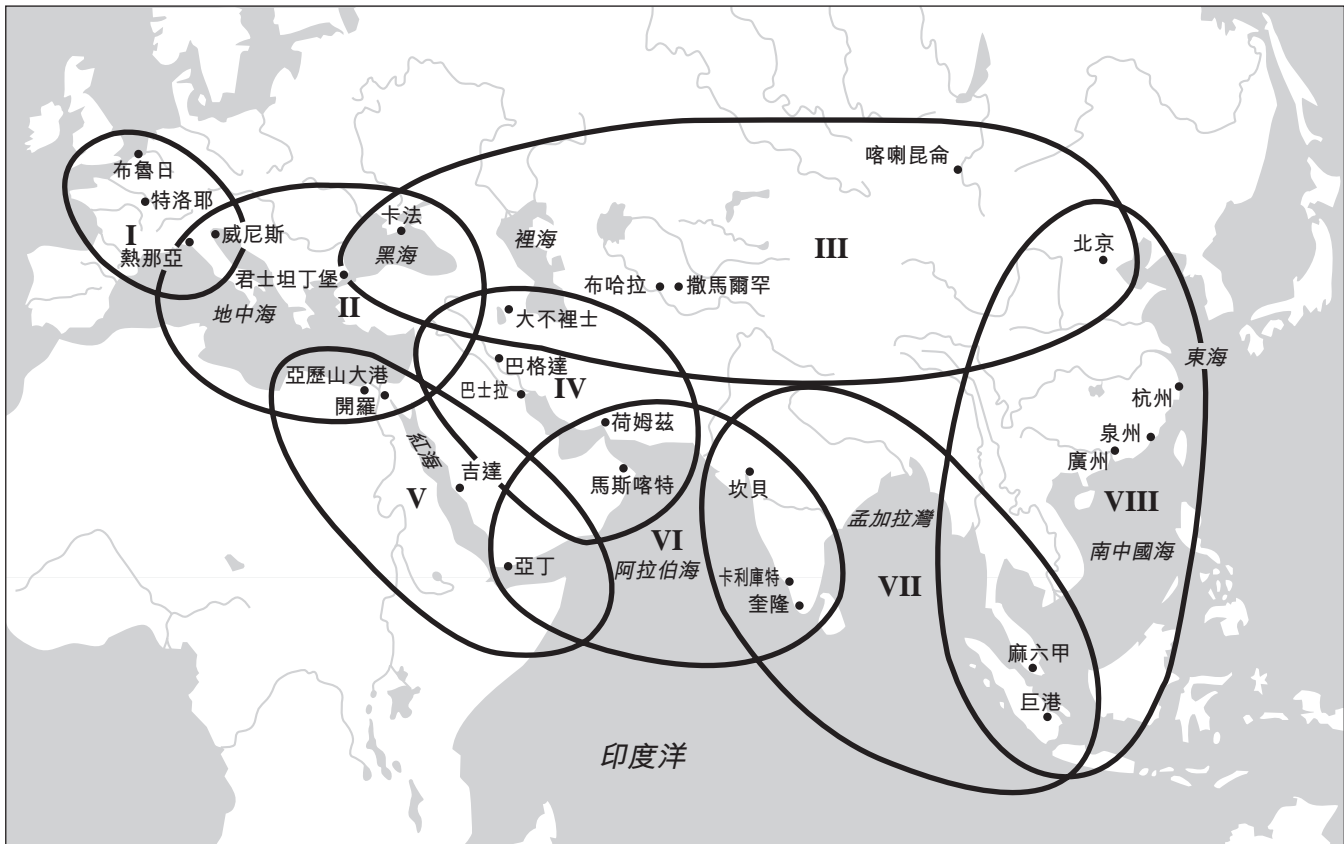 喀喇昆侖
布魯日
特洛耶
I
熱那亞
威尼斯
卡法
黑海
裡海
III
北京
君士坦丁堡
II
地中海
布哈拉
撒馬爾罕
大不裡士
東海
巴格達
IV
巴士拉
亞歷山大港
開羅
杭州
泉州
廣州
荷姆茲
紅海
吉達
V
馬斯喀特
坎貝
VIII
孟加拉灣
VI
南中國海
亞丁
阿拉伯海
卡利庫特
奎隆
VII
麻六甲
巨港
印度洋